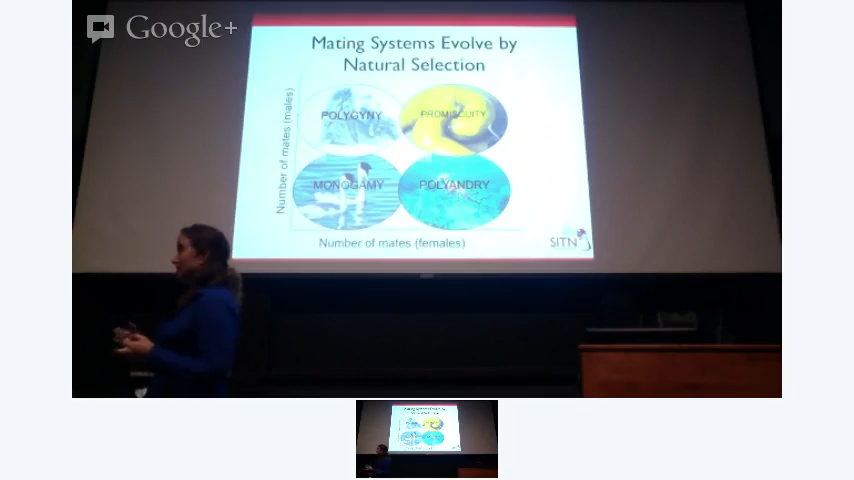 Google+
Mating Systems Evolve by
Natural Selection
Number of mates (males)
POLYGYNY
PROMISCUITY
MONOGAMY
POLYANDRY
Number of mates (females)
SITN